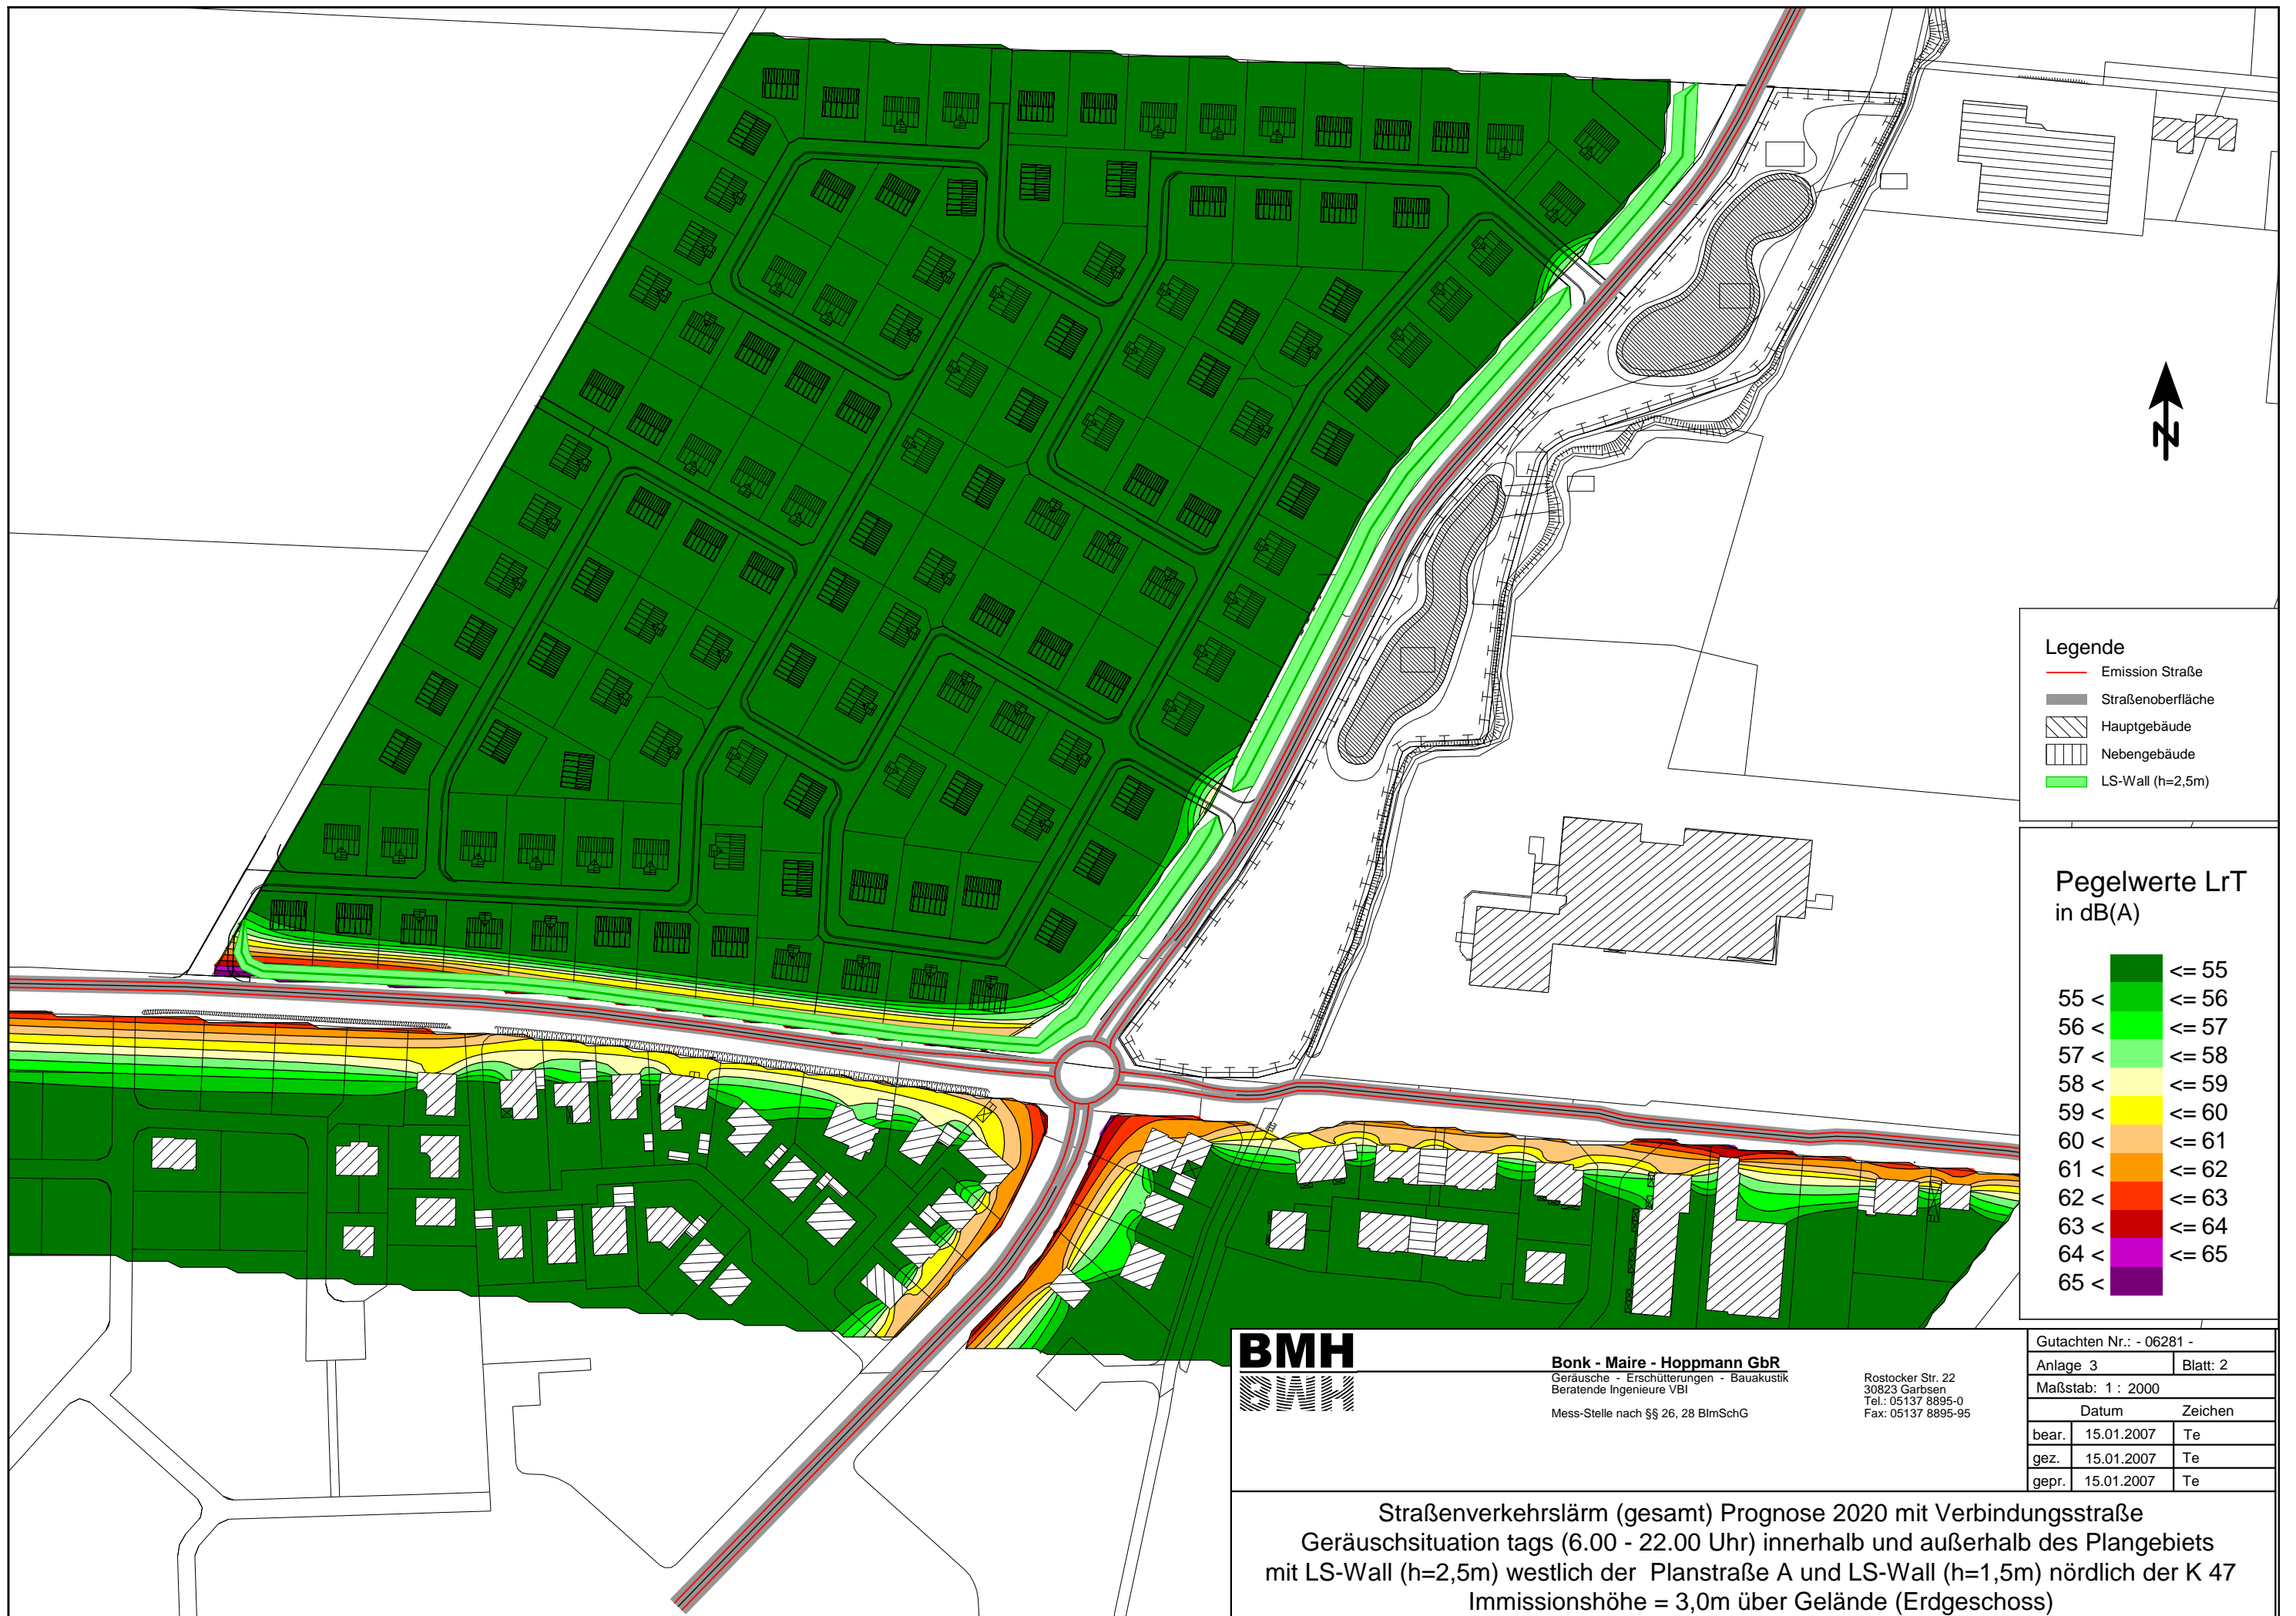 N
Legende
Emission Straße
Straßenoberfläche
Hauptgebäude
Nebengebäude
LS-Wall (h=2,5m)
Pegelwerte LrT
in dB(A)
<= 55
55 < <= 56
56 < <= 57
57 < <= 58
58 < <= 59
59 < <= 60
60 < <= 61
61 < <= 62
62 < <= 63
63 < <= 64
64 < <= 65
65 <
BMH
BMH
Bonk - Maire - Hoppmann GbR
Geräusche - Erschütterungen - Bauakustik
Beratende Ingenieure VBI
Mess-Stelle nach §§ 26, 28 BImSchG
Rostocker Str. 22
30823 Garbsen
Tel.: 05137 8895-0
Fax: 05137 8895-95
Gutachten Nr.: - 06281 -
Anlage 3 Blatt: 2
Maßstab: 1 : 2000
Datum Zeichen
bear. 15.01.2007 Te
gez. 15.01.2007 Te
gepr. 15.01.2007 Te
Straßenverkehrslärm (gesamt) Prognose 2020 mit Verbindungsstraße
Geräuschsituation tags (6.00 - 22.00 Uhr) innerhalb und außerhalb des Plangebiets
mit LS-Wall (h=2,5m) westlich der Planstraße A und LS-Wall (h=1,5m) nördlich der K 47
Immissionshöhe = 3,0m über Gelände (Erdgeschoss)